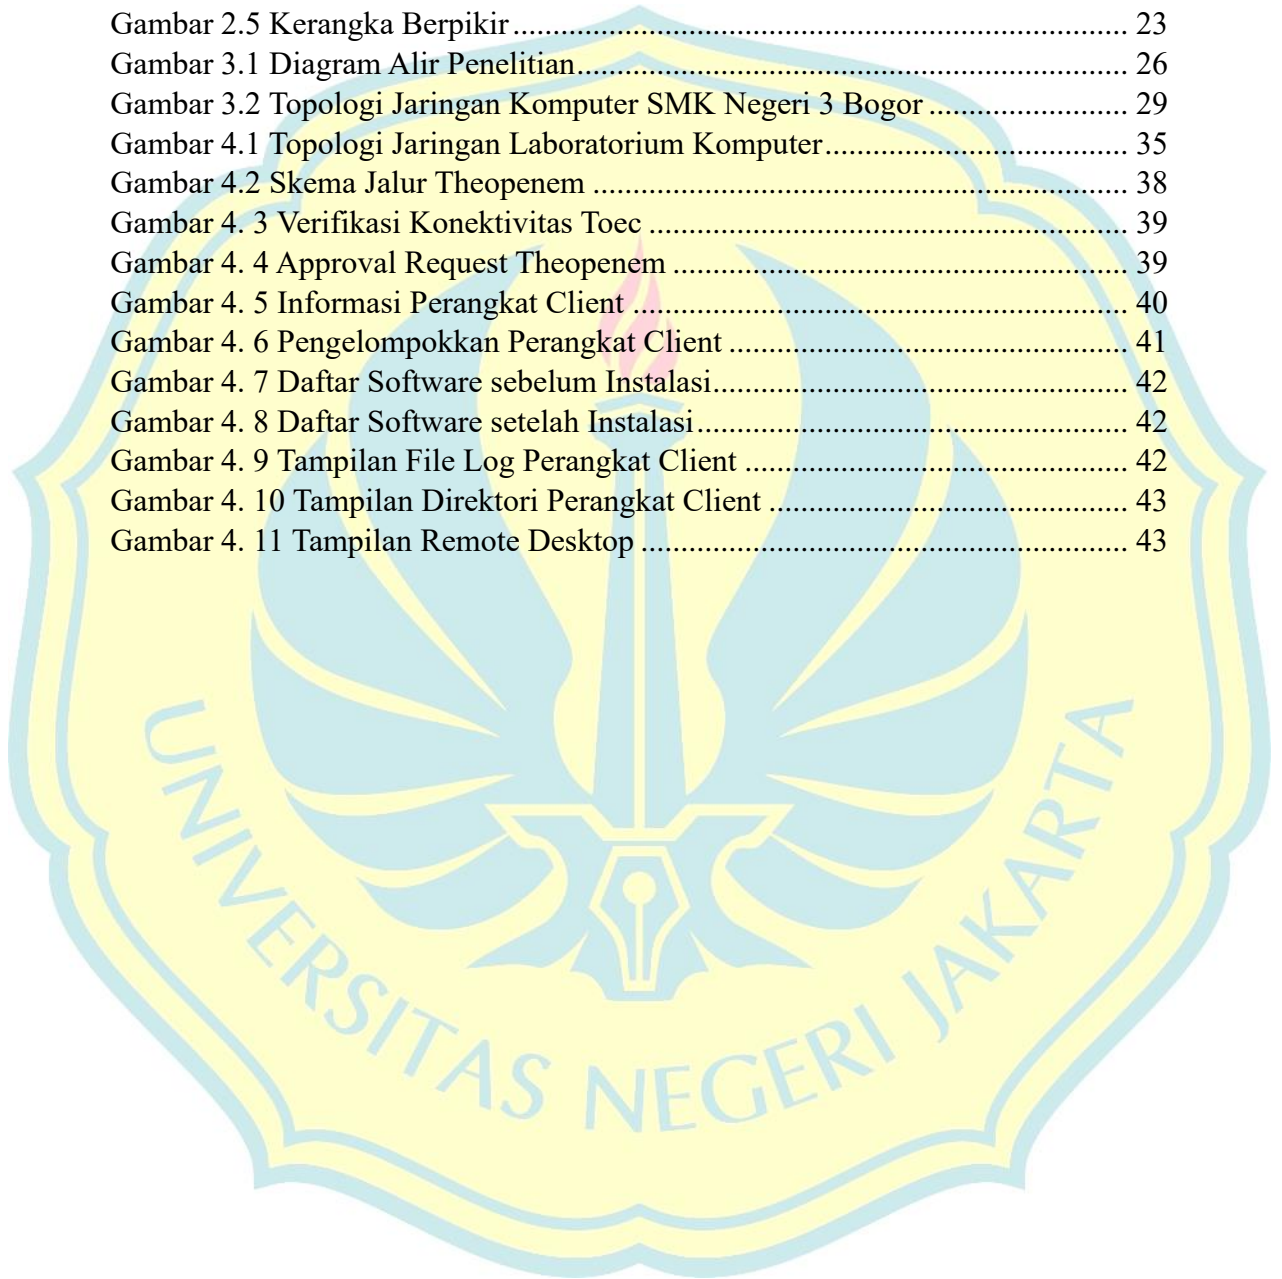 Gambar 2.5 Kerangka Berpikir ................................................................................ 23
Gambar 3.1 Diagram Alir Penelitian........................................................................ 26
Gambar 3.2 Topologi Jaringan Komputer SMK Negeri 3 Bogor ......................... 29
Gambar 4.1 Topologi Jaringan Laboratorium Komputer...................................... 35
Gambar 4.2 Skema Jalur Theopenem .................................................................... 38
Gambar 4. 3 Verifikasi Konektivitas Toec ............................................................. 39
Gambar 4. 4 Approval Request Theopenem .......................................................... 39
Gambar 4. 5 Informasi Perangkat Client ............................................................... 40
Gambar 4. 6 Pengelompokkan Perangkat Client ................................................... 41
Gambar 4. 7 Daftar Software sebelum Instalasi.................................................... 42
Gambar 4. 8 Daftar Software setelah Instalasi...................................................... 42
Gambar 4. 9 Tampilan File Log Perangkat Client ................................................. 42
Gambar 4. 10 Tampilan Direktori Perangkat Client .............................................. 43
Gambar 4. 11 Tampilan Remote Desktop .............................................................. 43
UNIVERSITAS NEGERI JAKARTA